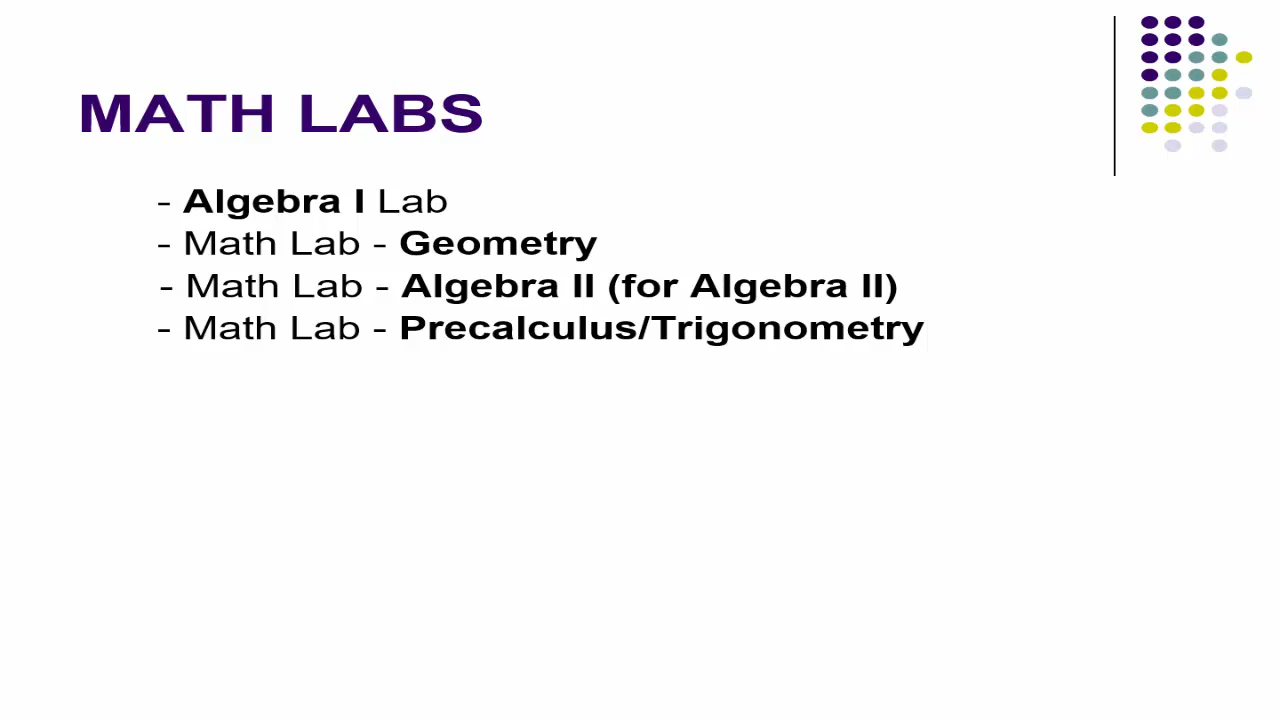 MATH LABS
- Algebra I Lab
- Math Lab - Geometry
- Math Lab - Algebra II (for Algebra II)
- Math Lab - Precalculus/Trigonometry